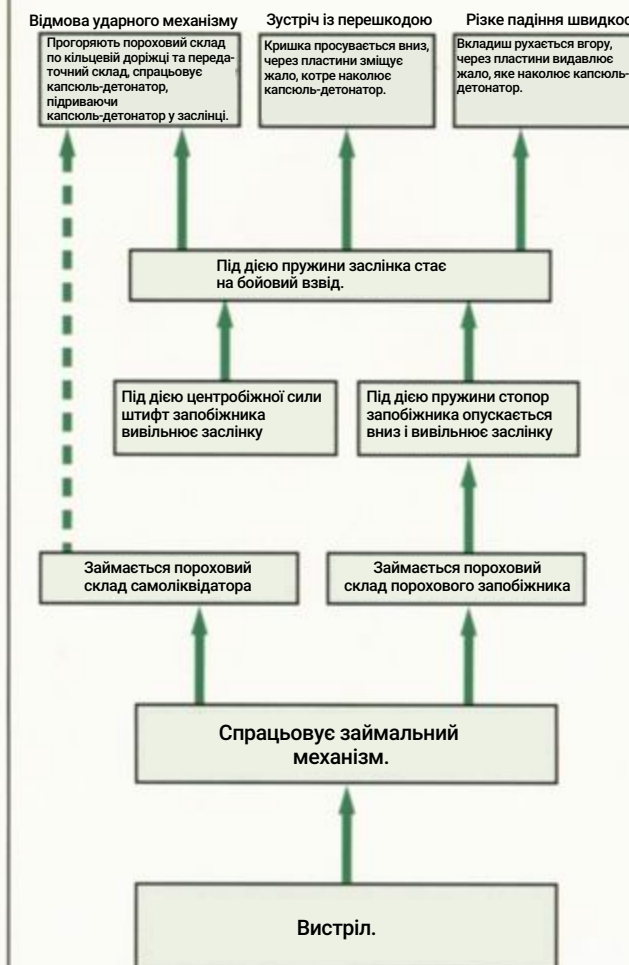 Відмова ударного механізму
Прогоряють пороховий склад
по кільцевій доріжці та переда-
точний склад, спрацьовує
капсюль-детонатор,
підриваючи
капсюль-детонатор у заслінці.
Зустріч із перешкодою
Кришка просувається вниз,
через пластини зміщує
жало, котре наколює
капсюль-детонатор.
Різке падіння швидкос
Вкладиш рухається вгору,
через пластини видавлює
жало, яке наколює капсюль-
детонатор.
Під дією пружини заслінка стає
на бойовий взвід.
Під дією центробіжної сили
штифт запобіжника
вивільнює заслінку
Під дією пружини стопор
запобіжника опускається
вниз і вивільнює заслінку
Займається пороховий
склад самоліквідатора
Займається пороховий
склад порохового запобіжника
Спрацьовує займальний
механізм.
Вистріл.